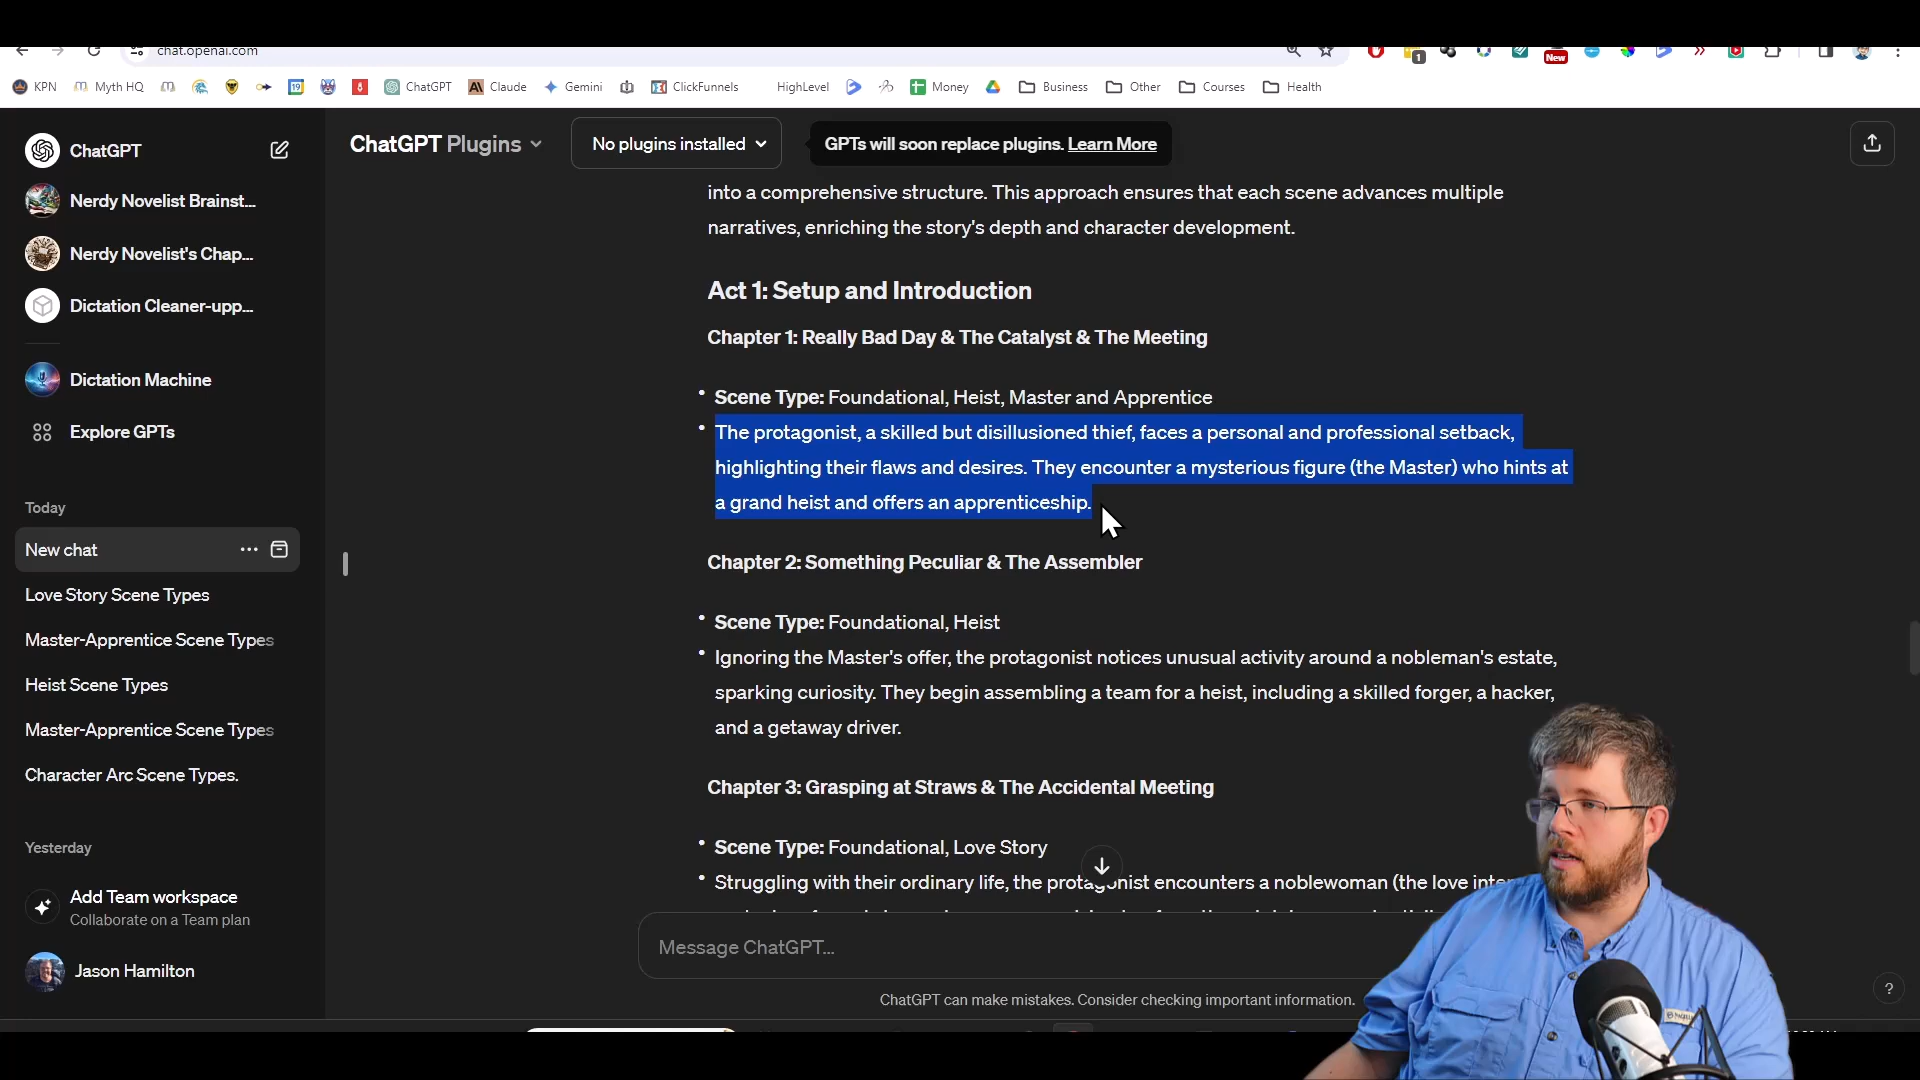 chat.openai.com
1
New
KPN
Myth HQ
19
ChatGPT
Claude
Gemini
ClickFunnels
HighLevel
Money
Business
Other
Courses
Health
ChatGPT
Nerdy Novelist Brainst...
Nerdy Novelist's Chap...
Dictation Cleaner-upp...
Dictation Machine
Explore GPTs
Today
New chat
Love Story Scene Types
Master-Apprentice Scene Types
Heist Scene Types
Master-Apprentice Scene Types
Character Arc Scene Types.
Yesterday
Add Team workspace
Collaborate on a Team plan
Jason Hamilton
ChatGPT Plugins
No plugins installed
GPTs will soon replace plugins. Learn More
into a comprehensive structure. This approach ensures that each scene advances multiple
narratives, enriching the story's depth and character development.
Act 1: Setup and Introduction
Chapter 1: Really Bad Day & The Catalyst & The Meeting
• Scene Type: Foundational, Heist, Master and Apprentice
• The protagonist, a skilled but disillusioned thief, faces a personal and professional setback,
highlighting their flaws and desires. They encounter a mysterious figure (the Master) who hints at
a grand heist and offers an apprenticeship.
Chapter 2: Something Peculiar & The Assembler
• Scene Type: Foundational, Heist
• Ignoring the Master's offer, the protagonist notices unusual activity around a nobleman's estate,
sparking curiosity. They begin assembling a team for a heist, including a skilled forger, a hacker,
and a getaway driver.
Chapter 3: Grasping at Straws & The Accidental Meeting
• Scene Type: Foundational, Love Story
• Struggling with their ordinary life, the protagonist encounters a noblewoman (the love
Message ChatGPT...
ChatGPT can make mistakes. Consider checking important information.
?